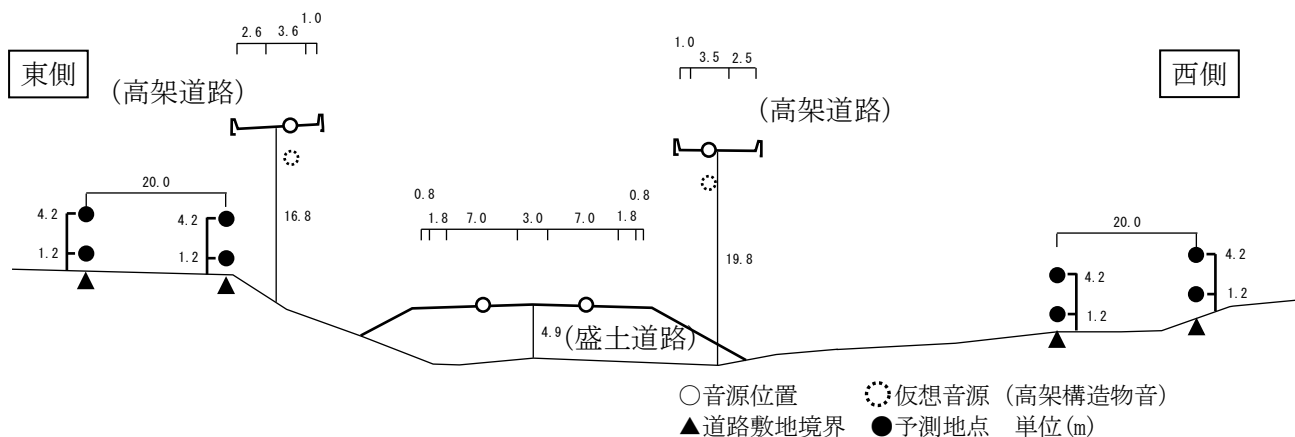 1.0
2.6 3.6
1.0
3.5 2.5
東側
西側
(高架道路)
(高架道路)
20.0
4.2
4.2
16.8
1.2
1.2
0.8
0.8
1.8 7.0 3.0 7.0 1.8
19.8
20.0
4.2
4.2
1.2
1.2
4.9
(盛土道路)
○音源位置 仮想音源 (高架構造物音)
▲道路敷地境界 ●予測地点 単位(m)